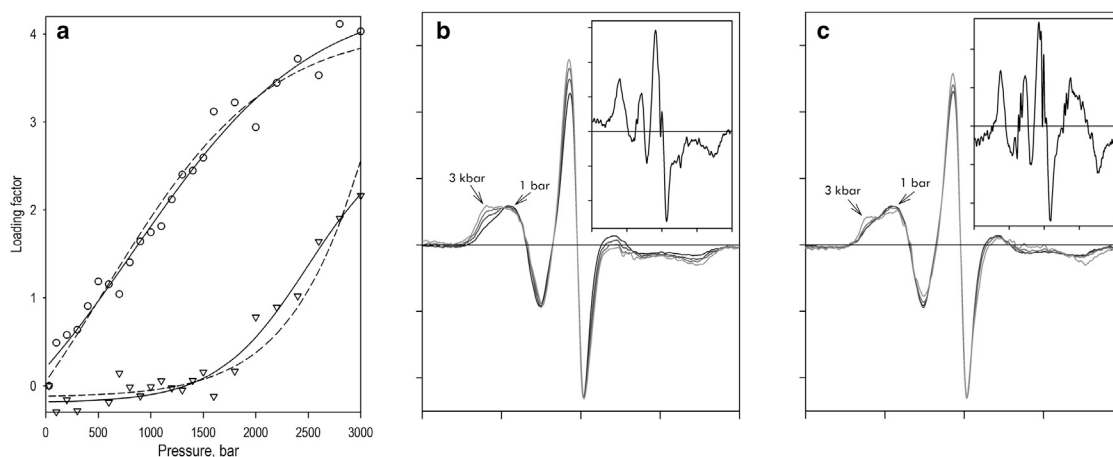 a
4
3
2
1
0
Loading factor
0
500
1000
1500
2000
2500
3000
Pressure, bar
b
3 kbar
1 bar
c
3 kbar
1 bar